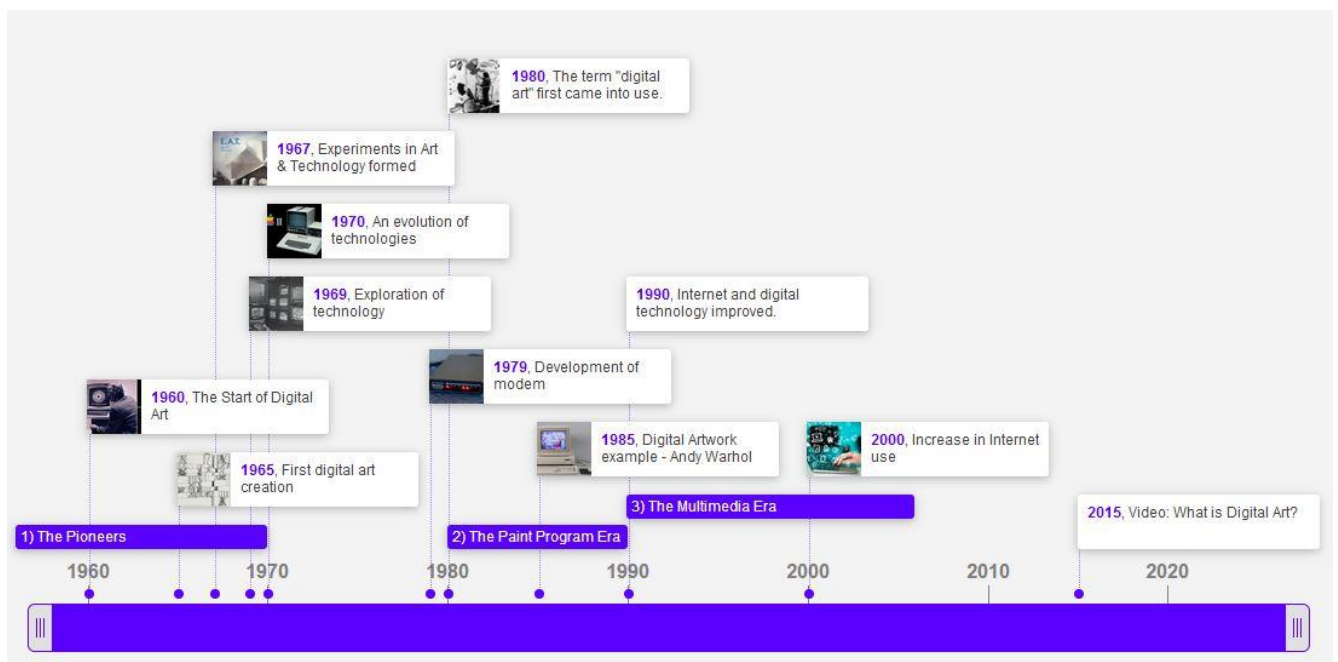 1980, The term "digital
art" first came into use.
E.A.T.
1967, Experiments in Art
& Technology formed
1970, An evolution of
technologies
1969, Exploration of
technology
1990, Internet and digital
technology improved.
1979, Development of
modem
1960, The Start of Digital
Art
1985, Digital Artwork
example - Andy Warhol
2000, Increase in Internet
use
1965, First digital art
creation
3) The Multimedia Era
2015, Video: What is Digital Art?
1) The Pioneers
2) The Paint Program Era
1960 1970 1980 1990 2000 2010 2020